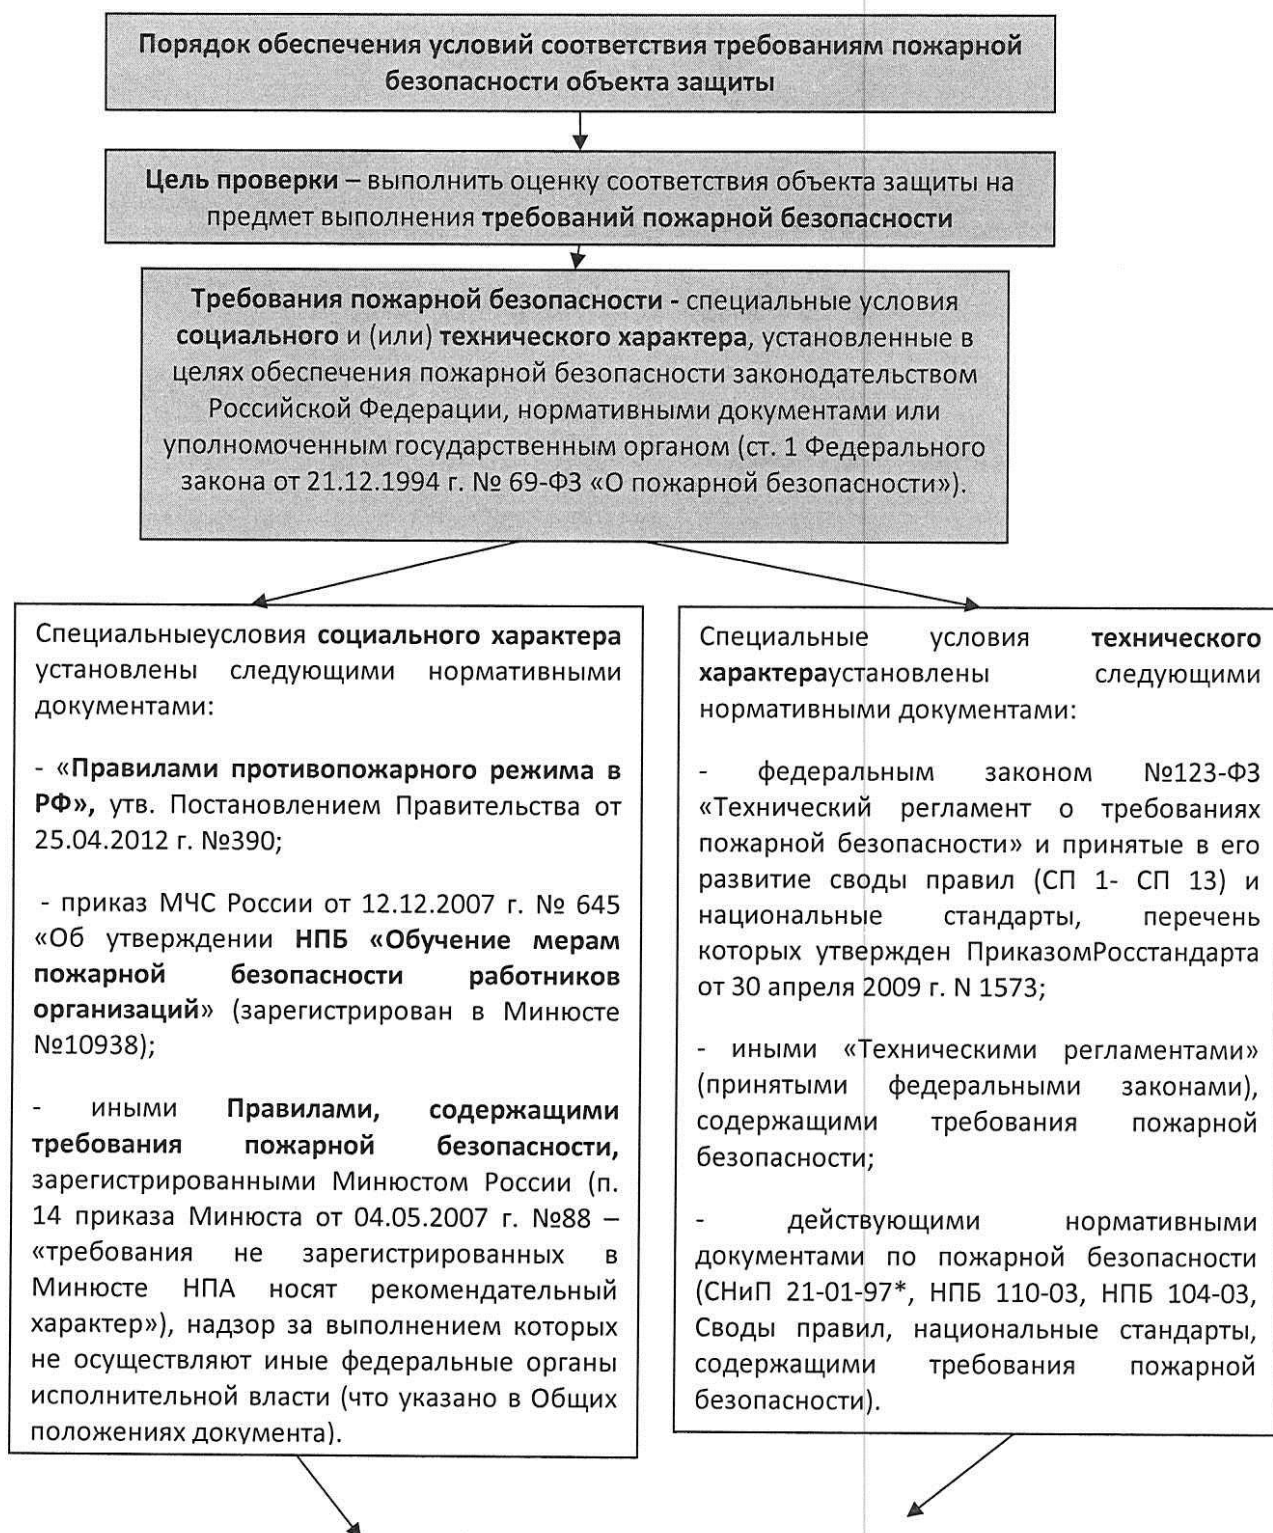 Порядок обеспечения условий соответствия требованиям пожарной
безопасности объекта защиты
Цель проверки – выполнить оценку соответствия объекта защиты на
предмет выполнения требований пожарной безопасности
Требования пожарной безопасности - специальные условия
социального и (или) технического характера, установленные в
целях обеспечения пожарной безопасности законодательством
Российской Федерации, нормативными документами или
уполномоченным государственным органом (ст. 1 Федерального
закона от 21.12.1994 г. № 69-ФЗ «О пожарной безопасности»).
Специальныеусловия социального характера
установлены следующими нормативными
документами:
- «Правилами противопожарного режима в
РФ», утв. Постановлением Правительства от
25.04.2012 г. №390;
- приказ МЧС России от 12.12.2007 г. № 645
«Об утверждении НПБ «Обучение мерам
пожарной безопасности работников
организаций» (зарегистрирован в Минюсте
№10938);
- иными Правилами, содержащими
требования пожарной безопасности,
зарегистрированными Минюстом России (п.
14 приказа Минюста от 04.05.2007 г. №88 –
«требования не зарегистрированных в
Минюсте НПА носят рекомендательный
характер»), надзор за выполнением которых
не осуществляют иные федеральные органы
исполнительной власти (что указано в Общих
положениях документа).
Специальные условия технического
характераустановлены следующими
нормативными документами:
- федеральным законом №123-ФЗ
«Технический регламент о требованиях
пожарной безопасности» и принятые в его
развитие своды правил (СП 1- СП 13) и
национальные стандарты, перечень
которых утвержден ПриказомРосстандарта
от 30 апреля 2009 г. N 1573;
- иными «Техническими регламентами»
(принятыми федеральными законами),
содержащими требования пожарной
безопасности;
- действующими нормативными
документами по пожарной безопасности
(СНиП 21-01-97*, НПБ 110-03, НПБ 104-03,
Своды правил, национальные стандарты,
содержащими требования пожарной
безопасности).